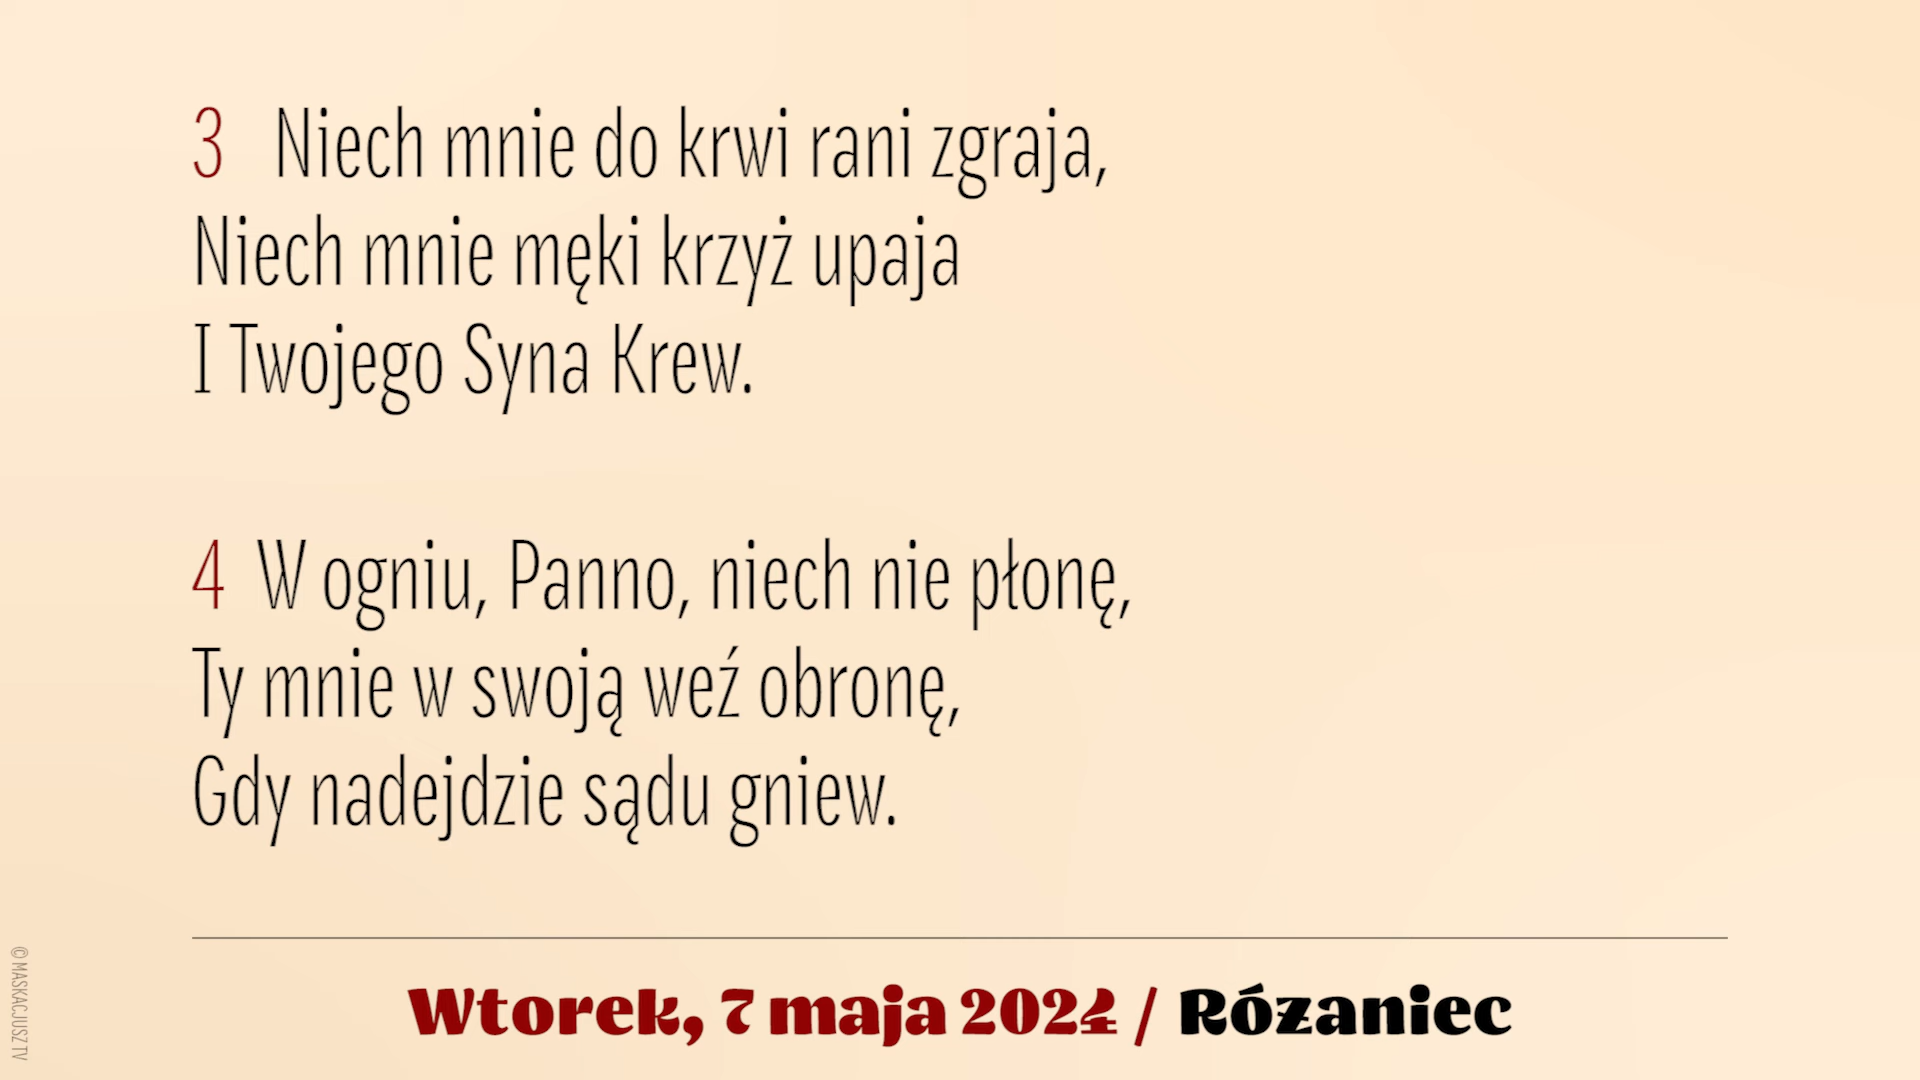 3 Niech mnie do krwi rani zgraja,
Niech mnie męki krzyż upaja
I Twojego Syna Krew.
4 W ogniu, Panno, niech nie płonę,
Ty mnie w swoją weź obronę,
Gdy nadejdzie sądu gniew.
Wtorek, 7 maja 2024 / Różaniec
© MASKACJUSZ TV